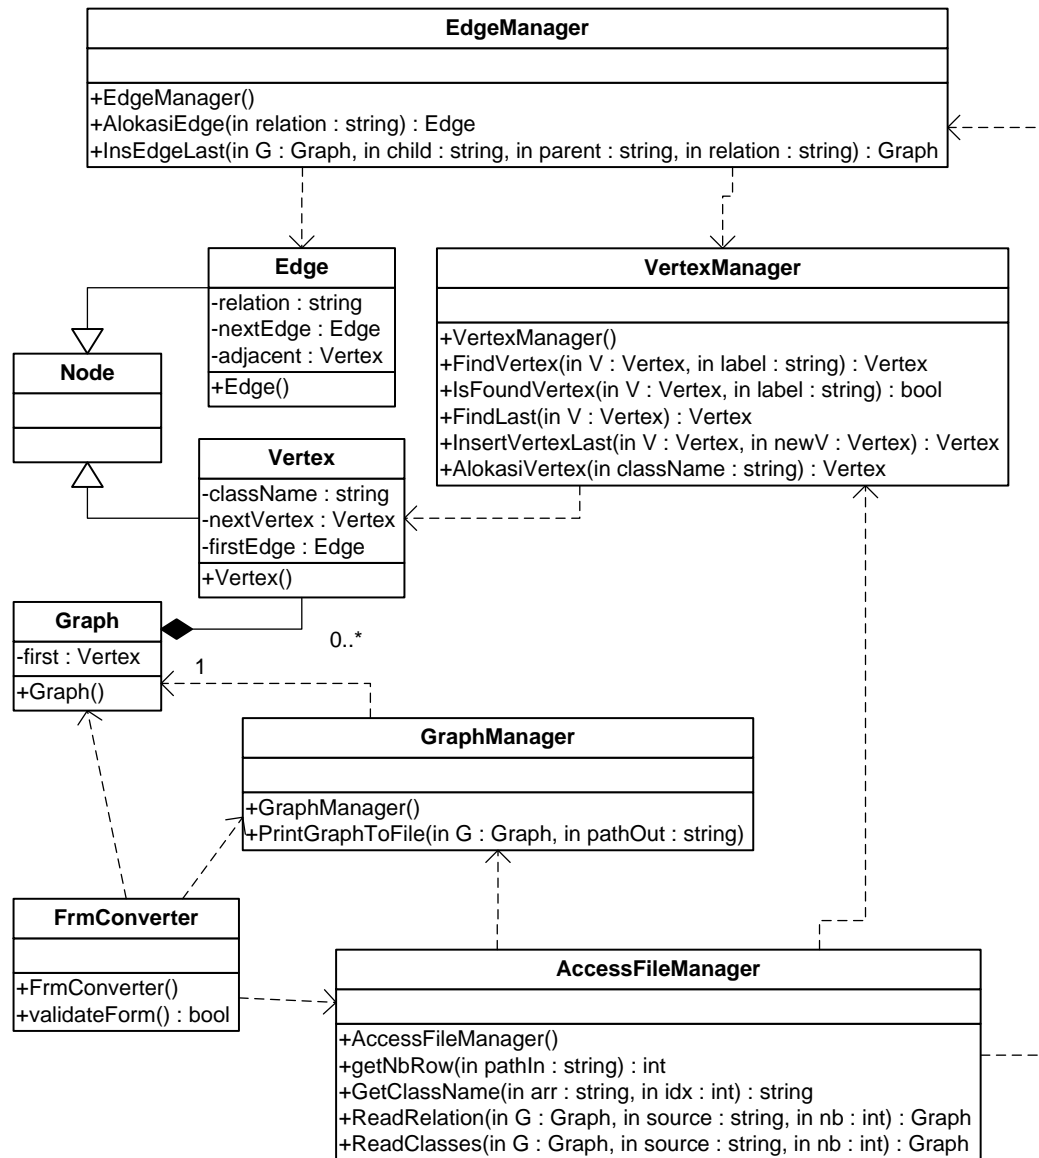 EdgeManager
+EdgeManager()
+AlokasiEdge(in relation : string) : Edge
+InsEdgeLast(in G : Graph, in child : string, in parent : string, in relation : string) : Graph
Edge
-relation : string
-nextEdge : Edge
-adjacent : Vertex
+Edge()
VertexManager
+VertexManager()
+FindVertex(in V : Vertex, in label : string) : Vertex
+IsFoundVertex(in V : Vertex, in label : string) : bool
+FindLast(in V : Vertex) : Vertex
+InsertVertexLast(in V : Vertex, in newV : Vertex) : Vertex
+AlokasiVertex(in className : string) : Vertex
Node
Vertex
-className : string
-nextVertex : Vertex
-firstEdge : Edge
+Vertex()
Graph
-first : Vertex
+Graph()
0..*
1
GraphManager
+GraphManager()
+PrintGraphToFile(in G : Graph, in pathOut : string)
FrmConverter
+FrmConverter()
+validateForm() : bool
AccessFileManager
+AccessFileManager()
+getNbRow(in pathIn : string) : int
+GetClassName(in arr : string, in idx : int) : string
+ReadRelation(in G : Graph, in source : string, in nb : int) : Graph
+ReadClasses(in G : Graph, in source : string, in nb : int) : Graph